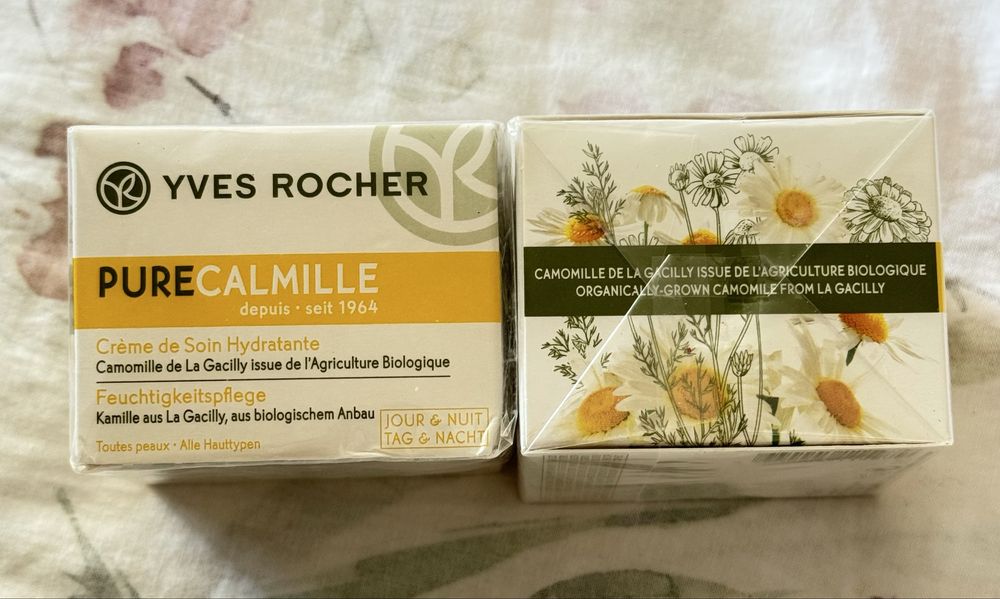 YVES ROCHER
PURECALMILLE
depuis · seit 1964
Crème de Soin Hydratante
Camomille de La Gacilly issue de l'Agriculture Biologique
Feuchtigkeitspflege
Kamille aus La Gacilly, aus biologischem Anbau
JOUR & NUIT
TAG & NACHT
Toutes peaux · Alle Hauttypen
CAMOMILLE DE LA GACILLY ISSUE DE L'AGRICULTURE BIOLOGIQUE
ORGANICALLY-GROWN CAMOMILE FROM LA GACILLY